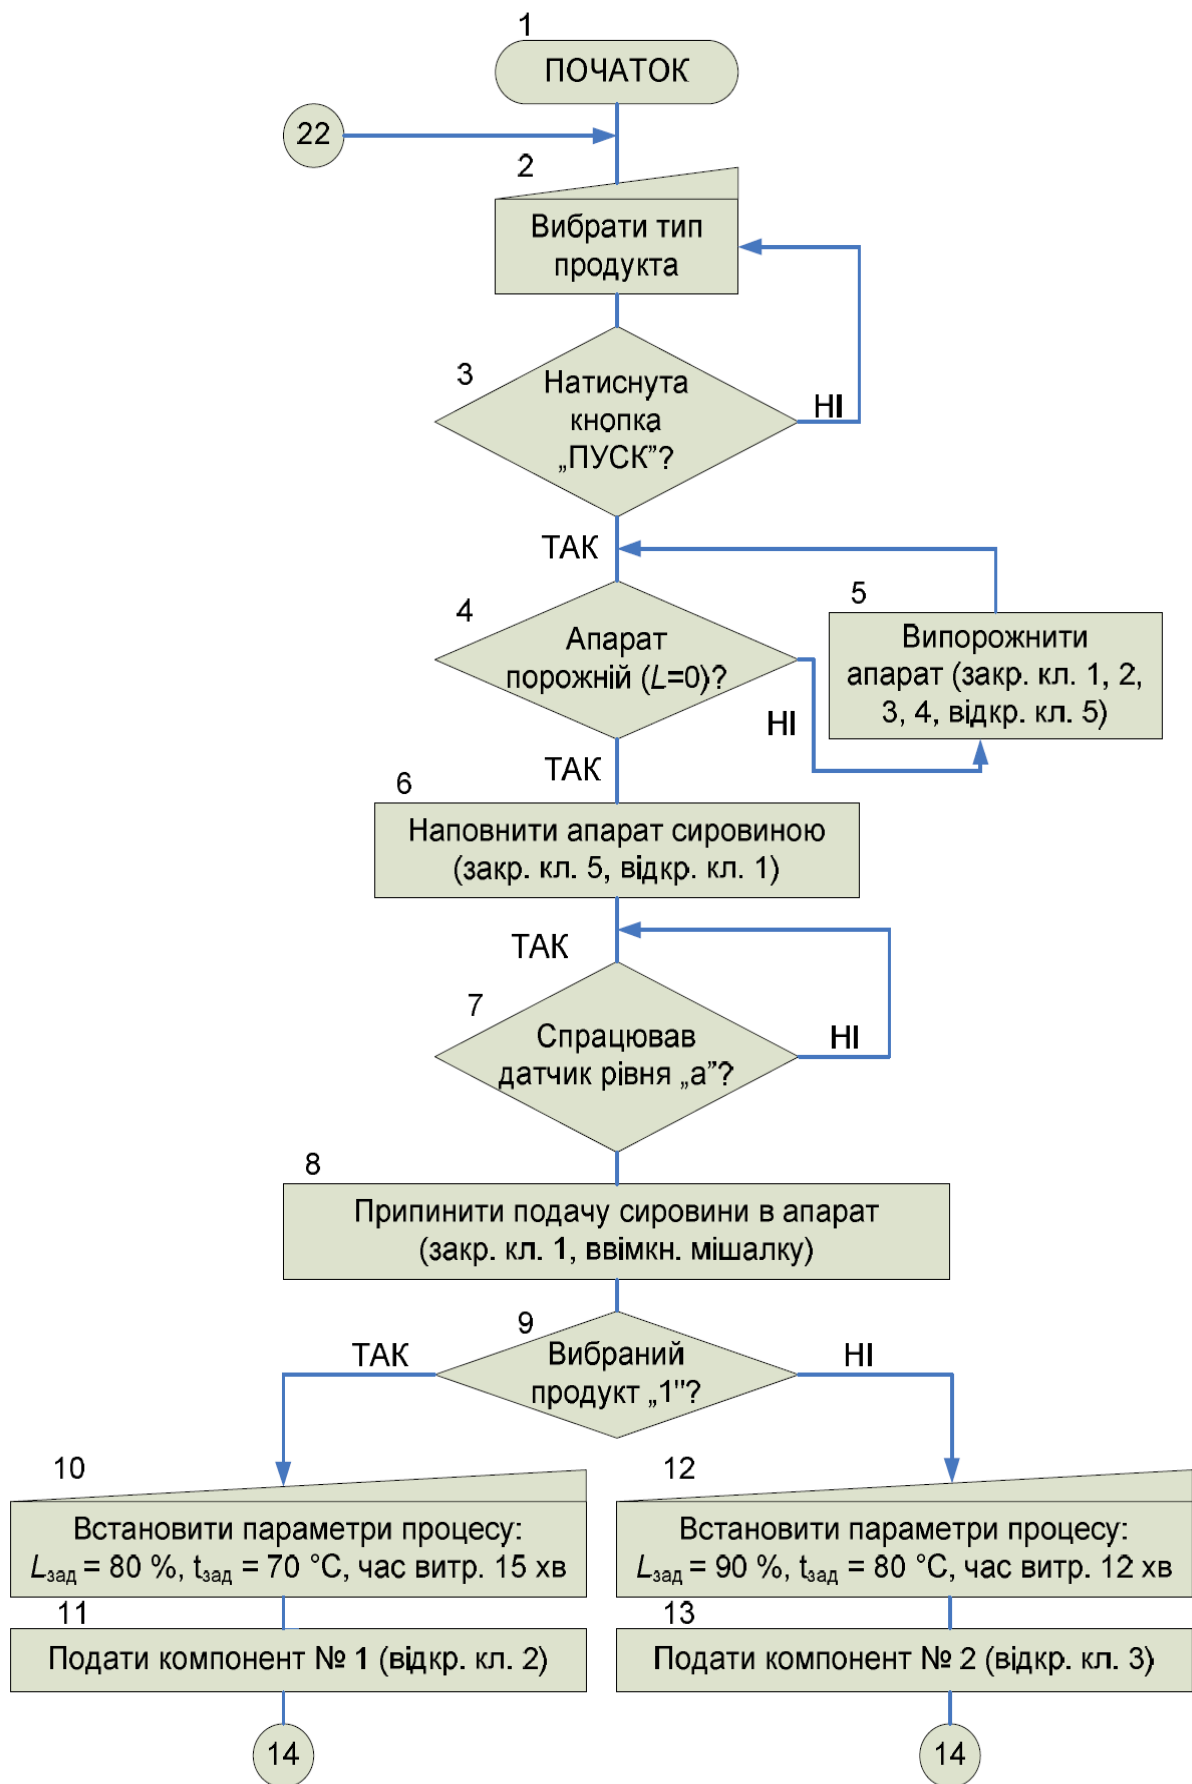 1
ПОЧАТОК
22
2
Вибрати тип
продукта
3
Натиснута
кнопка
„ПУСК”?
НІ
ТАК
4
Апарат
порожній (L=0)?
НІ
5
Випорожнити
апарат (закр. кл. 1, 2,
3, 4, відкр. кл. 5)
ТАК
6
Наповнити апарат сировиною
(закр. кл. 5, відкр. кл. 1)
ТАК
7
Спрацював
датчик рівня „а”?
НІ
8
Припинити подачу сировини в апарат
(закр. кл. 1, ввімкн. мішалку)
9
Вибраний
продукт „1"?
ТАК
НІ
10
Встановити параметри процесу:
Lзад = 80 %, tзад = 70 °C, час витр. 15 хв
12
Встановити параметри процесу:
Lзад = 90 %, tзад = 80 °C, час витр. 12 хв
11
Подати компонент № 1 (відкр. кл. 2)
13
Подати компонент № 2 (відкр. кл. 3)
14
14